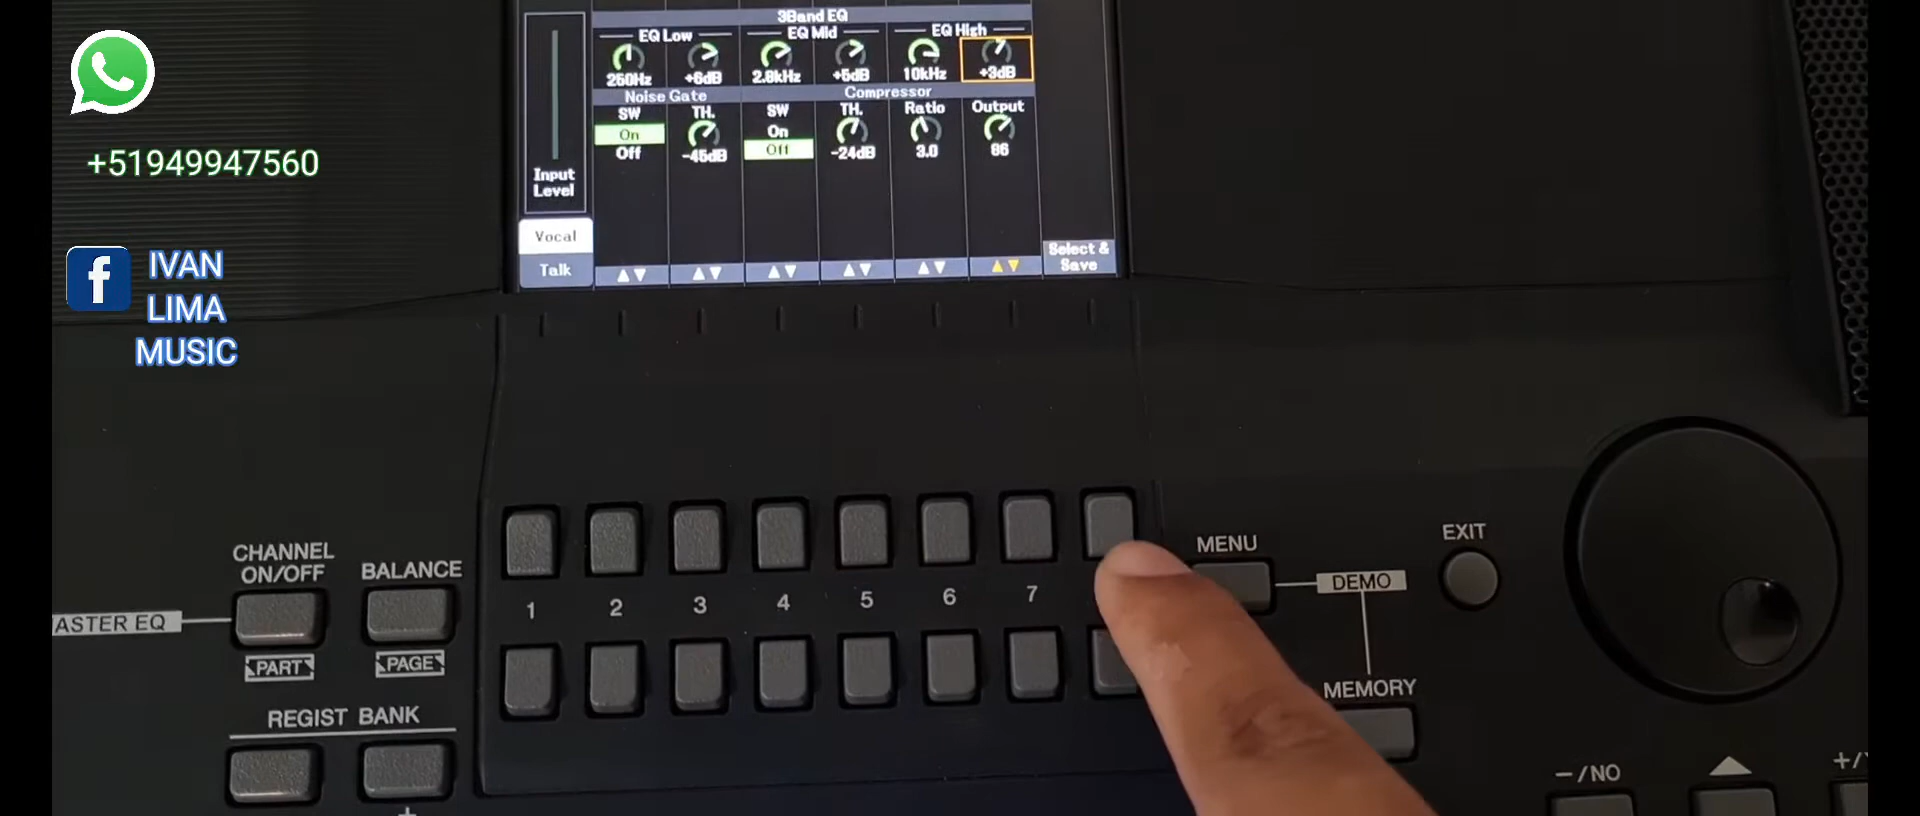 +51949947560
IVAN
LIMA
MUSIC
3Band EQ
EQ Low EQ Mid EQ High
250Hz +6dB 2.8kHz +5dB 10kHz +3dB
Noise Gate Compressor
SW TH. SW TH. Ratio Output
On On
Off -45dB Off -24dB 3.0 86
Input
Level
Vocal
Talk
Select &
Save
CHANNEL
ON/OFF
BALANCE
ASTER EQ
PART
PAGE
REGIST BANK
+
1 2 3 4 5 6 7
MENU
EXIT
DEMO
MEMORY
-/NO
+/